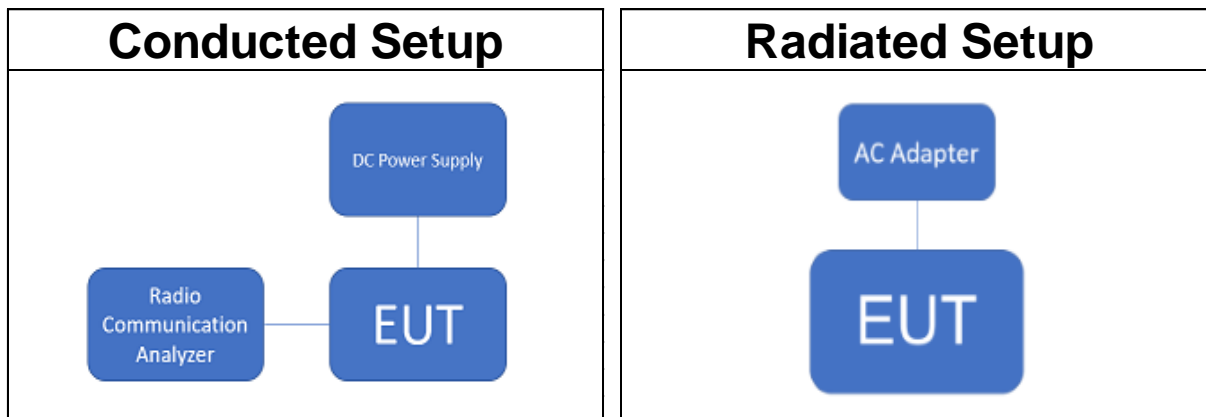 Conducted Setup
DC Power Supply
Radio
Communication
Analyzer
EUT
Radiated Setup
AC Adapter
EUT